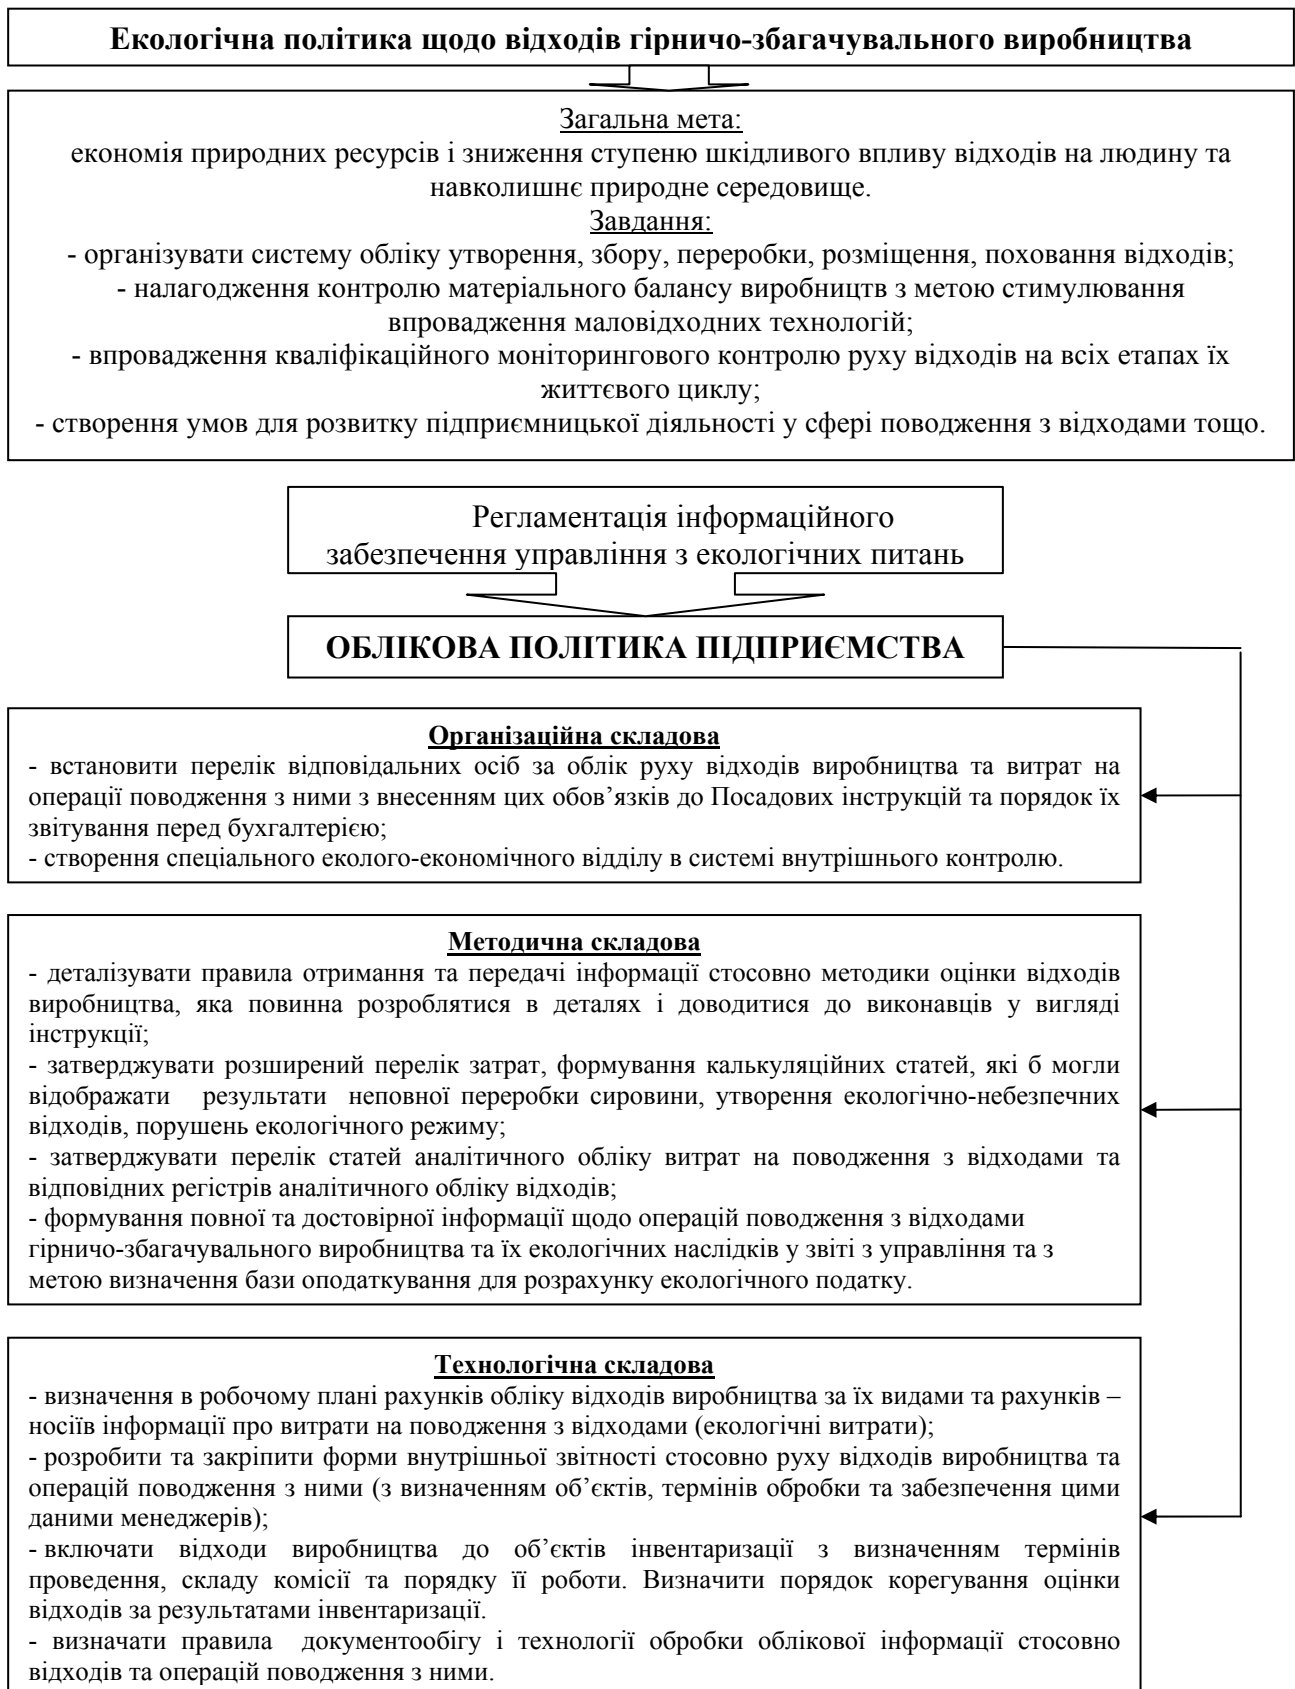 Екологічна політика щодо відходів гірничо-збагачувального виробництва
Загальна мета:
економія природних ресурсів і зниження ступеню шкідливого впливу відходів на людину та
навколишнє природне середовище.
Завдання:
- організувати систему обліку утворення, збору, переробки, розміщення, поховання відходів;
- налагодження контролю матеріального балансу виробництв з метою стимулювання
впровадження маловідходних технологій;
- впровадження кваліфікаційного моніторингового контролю руху відходів на всіх етапах їх
життєвого циклу;
- створення умов для розвитку підприємницької діяльності у сфері поводження з відходами тощо.
Регламентація інформаційного
забезпечення управління з екологічних питань
ОБЛІКОВА ПОЛІТИКА ПІДПРИЄМСТВА
Організаційна складова
- встановити перелік відповідальних осіб за облік руху відходів виробництва та витрат на
операції поводження з ними з внесенням цих обов’язків до Посадових інструкцій та порядок їх
звітування перед бухгалтерією;
- створення спеціального еколого-економічного відділу в системі внутрішнього контролю.
Методична складова
- деталізувати правила отримання та передачі інформації стосовно методики оцінки відходів
виробництва, яка повинна розроблятися в деталях і доводитися до виконавців у вигляді
інструкції;
- затверджувати розширений перелік затрат, формування калькуляційних статей, які б могли
відображати результати неповної переробки сировини, утворення екологічно-небезпечних
відходів, порушень екологічного режиму;
- затверджувати перелік статей аналітичного обліку витрат на поводження з відходами та
відповідних регістрів аналітичного обліку відходів;
- формування повної та достовірної інформації щодо операцій поводження з відходами
гірничо-збагачувального виробництва та їх екологічних наслідків у звіті з управління та з
метою визначення бази оподаткування для розрахунку екологічного податку.
Технологічна складова
- визначення в робочому плані рахунків обліку відходів виробництва за їх видами та рахунків –
носіїв інформації про витрати на поводження з відходами (екологічні витрати);
- розробити та закріпити форми внутрішньої звітності стосовно руху відходів виробництва та
операцій поводження з ними (з визначенням об’єктів, термінів обробки та забезпечення цими
даними менеджерів);
- включати відходи виробництва до об’єктів інвентаризації з визначенням термінів
проведення, складу комісії та порядку її роботи. Визначити порядок корегування оцінки
відходів за результатами інвентаризації.
- визначати правила документообігу і технології обробки облікової інформації стосовно
відходів та операцій поводження з ними.